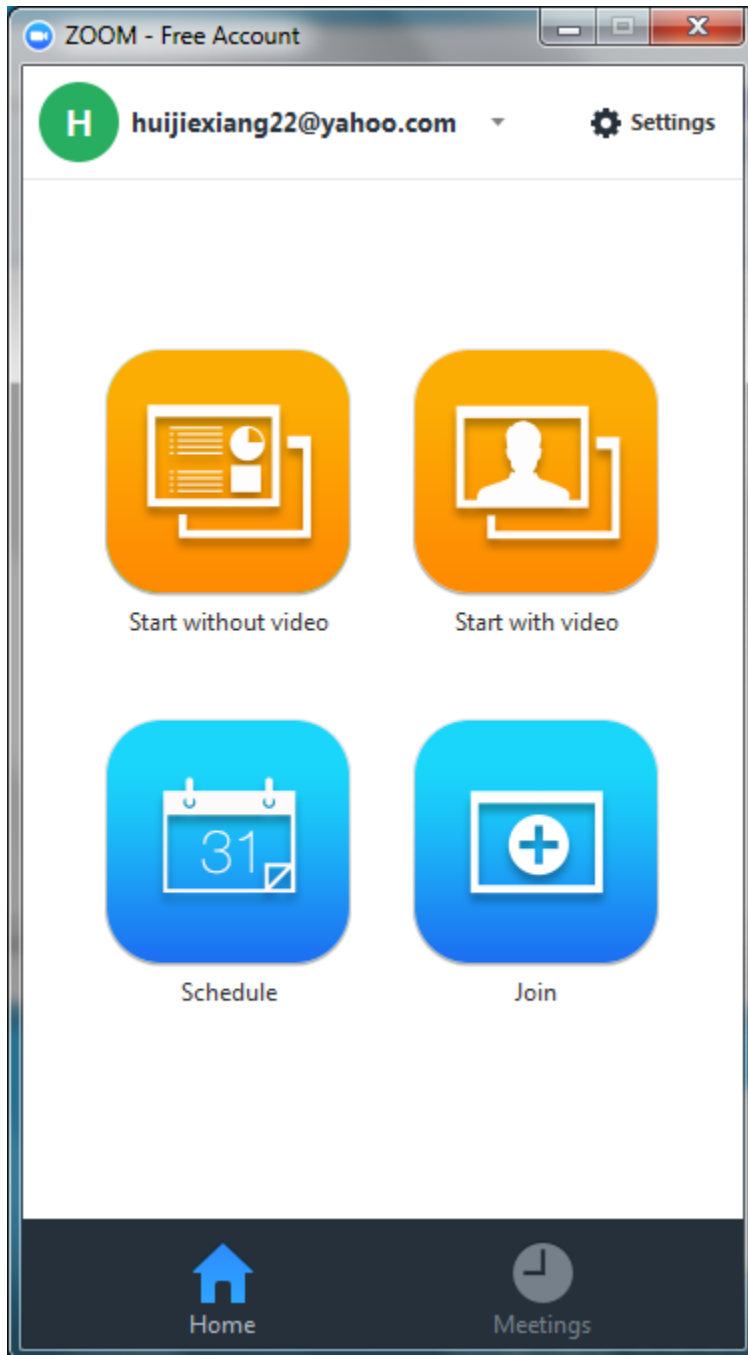 ZOOM - Free Account
H huijiexiang22@yahoo.com Settings
Start without video Start with video
31
Schedule Join
Home Meetings